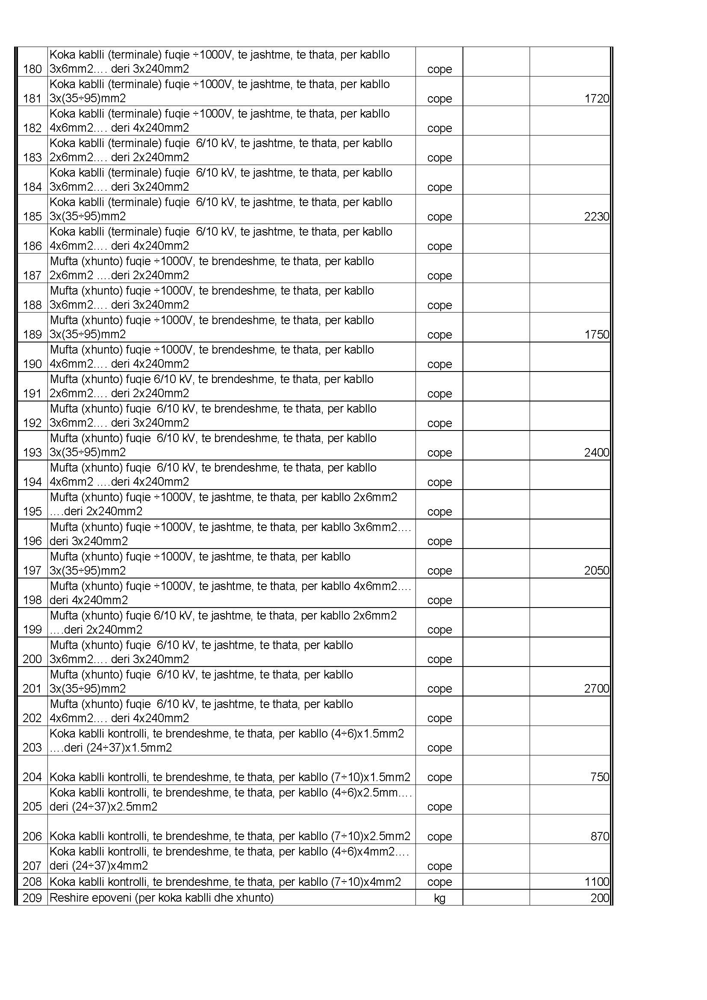 Koka kablli (terminale) fuqie ÷1000V, te jashtme, te thata, per kabllo
180 3x6mm2.... deri 3x240mm2 cope
Koka kablli (terminale) fuqie ÷1000V, te jashtme, te thata, per kabllo
181 3x(35÷95)mm2 cope 1720
Koka kablli (terminale) fuqie ÷1000V, te jashtme, te thata, per kabllo
182 4x6mm2.... deri 4x240mm2 cope
Koka kablli (terminale) fuqie  6/10 kV, te jashtme, te thata, per kabllo
183 2x6mm2.... deri 2x240mm2 cope
Koka kablli (terminale) fuqie  6/10 kV, te jashtme, te thata, per kabllo
184 3x6mm2.... deri 3x240mm2 cope
Koka kablli (terminale) fuqie  6/10 kV, te jashtme, te thata, per kabllo
185 3x(35÷95)mm2 cope 2230
Koka kablli (terminale) fuqie  6/10 kV, te jashtme, te thata, per kabllo
186 4x6mm2.... deri 4x240mm2 cope
Mufta (xhunto) fuqie ÷1000V, te brendeshme, te thata, per kabllo
187 2x6mm2 ....deri 2x240mm2 cope
Mufta (xhunto) fuqie ÷1000V, te brendeshme, te thata, per kabllo
188 3x6mm2.... deri 3x240mm2 cope
Mufta (xhunto) fuqie ÷1000V, te brendeshme, te thata, per kabllo
189 3x(35÷95)mm2 cope 1750
Mufta (xhunto) fuqie ÷1000V, te brendeshme, te thata, per kabllo
190 4x6mm2.... deri 4x240mm2 cope
Mufta (xhunto) fuqie 6/10 kV, te brendeshme, te thata, per kabllo
191 2x6mm2.... deri 2x240mm2 cope
Mufta (xhunto) fuqie  6/10 kV, te brendeshme, te thata, per kabllo
192 3x6mm2.... deri 3x240mm2 cope
Mufta (xhunto) fuqie  6/10 kV, te brendeshme, te thata, per kabllo
193 3x(35÷95)mm2 cope 2400
Mufta (xhunto) fuqie  6/10 kV, te brendeshme, te thata, per kabllo
194 4x6mm2 ....deri 4x240mm2 cope
Mufta (xhunto) fuqie ÷1000V, te jashtme, te thata, per kabllo 2x6mm2
195 ....deri 2x240mm2 cope
Mufta (xhunto) fuqie ÷1000V, te jashtme, te thata, per kabllo 3x6mm2....
196 deri 3x240mm2 cope
Mufta (xhunto) fuqie ÷1000V, te jashtme, te thata, per kabllo
197 3x(35÷95)mm2 cope 2050
Mufta (xhunto) fuqie ÷1000V, te jashtme, te thata, per kabllo 4x6mm2....
198 deri 4x240mm2 cope
Mufta (xhunto) fuqie 6/10 kV, te jashtme, te thata, per kabllo 2x6mm2
199 ....deri 2x240mm2 cope
Mufta (xhunto) fuqie  6/10 kV, te jashtme, te thata, per kabllo
200 3x6mm2.... deri 3x240mm2 cope
Mufta (xhunto) fuqie  6/10 kV, te jashtme, te thata, per kabllo
201 3x(35÷95)mm2 cope 2700
Mufta (xhunto) fuqie  6/10 kV, te jashtme, te thata, per kabllo
202 4x6mm2.... deri 4x240mm2 cope
Koka kablli kontrolli, te brendeshme, te thata, per kabllo (4÷6)x1.5mm2
203 ....deri (24÷37)x1.5mm2 cope
204 Koka kablli kontrolli, te brendeshme, te thata, per kabllo (7÷10)x1.5mm2 cope 750
Koka kablli kontrolli, te brendeshme, te thata, per kabllo (4÷6)x2.5mm....
205 deri (24÷37)x2.5mm2 cope
206 Koka kablli kontrolli, te brendeshme, te thata, per kabllo (7÷10)x2.5mm2 cope 870
Koka kablli kontrolli, te brendeshme, te thata, per kabllo (4÷6)x4mm2....
207 deri (24÷37)x4mm2 cope
208 Koka kablli kontrolli, te brendeshme, te thata, per kabllo (7÷10)x4mm2 cope 1100
209 Reshire epoveni (per koka kablli dhe xhunto) kg 200